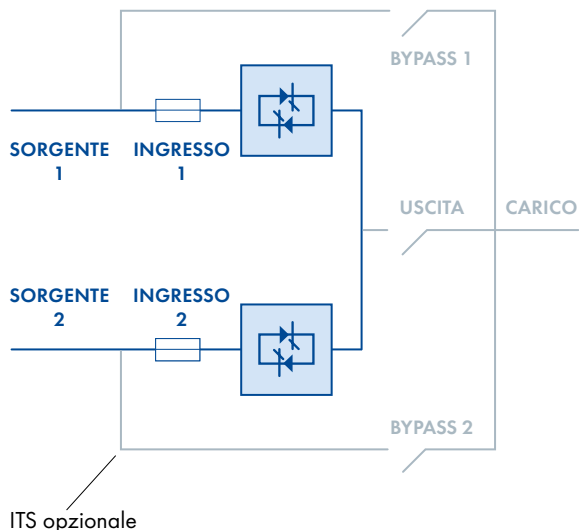 BYPASS 1
SORGENTE
1
INGRESSO
1
USCITA
CARICO
SORGENTE
2
INGRESSO
2
BYPASS 2
ITS opzionale